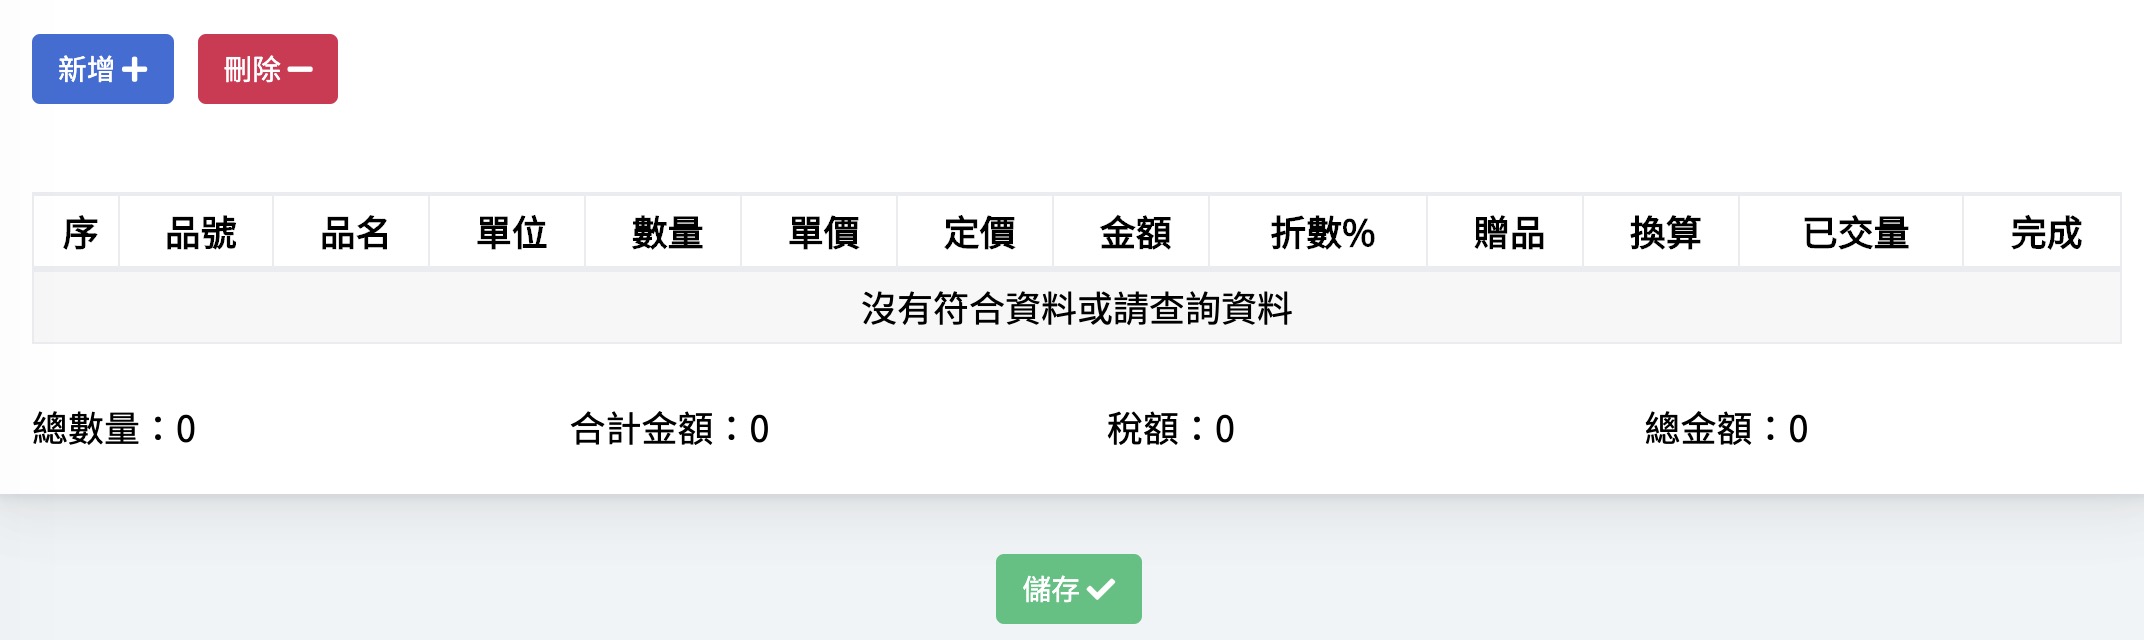 新增 刪除
序 品號 品名 單位 數量 單價 定價 金額 折數% 贈品 換算 已交量 完成
沒有符合資料或請查詢資料
總數量：0 合計金額：0 稅額：0 總金額：0
儲存